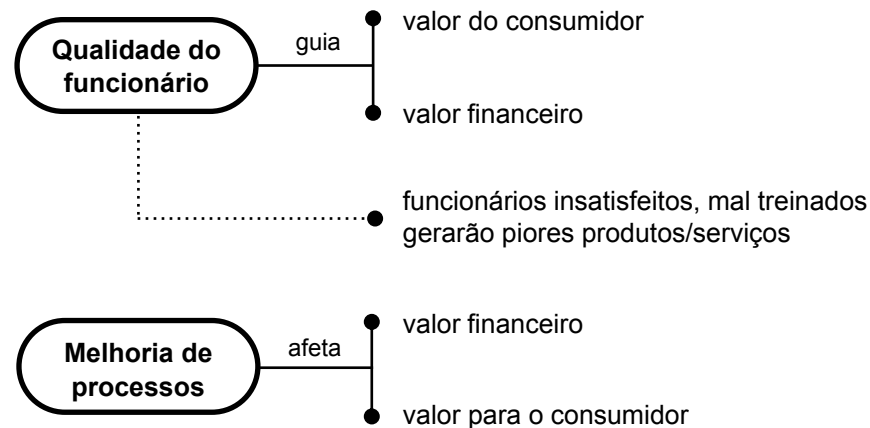 Qualidade do
funcionário
guia
valor do consumidor
valor financeiro
funcionários insatisfeitos, mal treinados
gerarão piores produtos/serviços
Melhoria de
processos
afeta
valor financeiro
valor para o consumidor